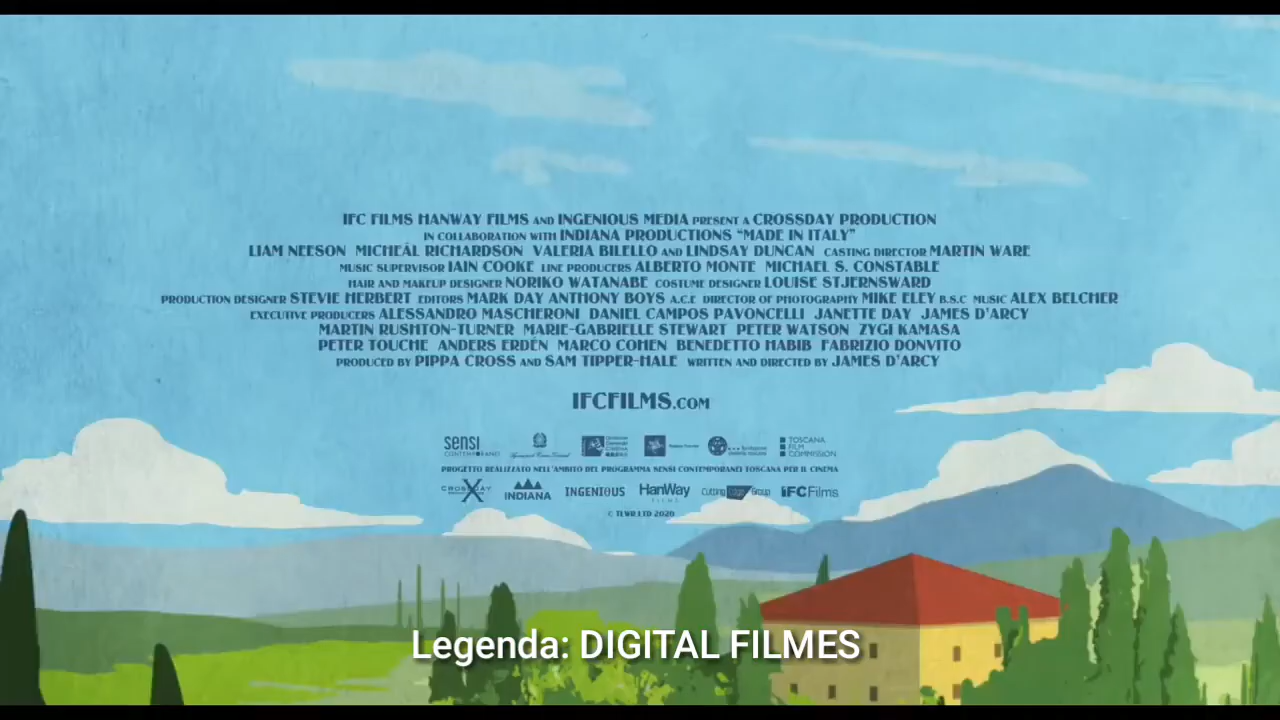 IFC FILMS HANWAY FILMS AND INGENIOUS MEDIA PRESENT A CROSSDAY PRODUCTION
IN COLLABORATION WITH INDIANA PRODUCTIONS "MADE IN ITALY"
LIAM NEESON MICHEÁL RICHARDSON VALERIA BILELLO AND LINDSAY DUNCAN CASTING DIRECTOR MARTIN WARE
MUSIC SUPERVISOR IAIN COOKE LINE PRODUCERS ALBERTO MONTE MICHAEL S. CONSTABLE
HAIR AND MAKEUP DESIGNER NORIKO WATANABE COSTUME DESIGNER LOUISE STJERNSWARD
PRODUCTION DESIGNER STEVIE HERBERT EDITORS MARK DAY ANTHONY BOYS A.C.E DIRECTOR OF PHOTOGRAPHY MIKE ELEY B.S.C MUSIC ALEX BELCHER
EXECUTIVE PRODUCERS ALESSANDRO MASCHERONI DANIEL CAMPOS PAVONCELLI JANETTE DAY JAMES D'ARCY
MARTIN RUSHTON-TURNER MARIE-GABRIELLE STEWART PETER WATSON ZYGI KAMASA
PETER TOUCHE ANDERS ERDÉN MARCO COHEN BENEDETTO HABIB FABRIZIO DONVITO
PRODUCED BY PIPPA CROSS AND SAM TIPPER-HALE WRITTEN AND DIRECTED BY JAMES D'ARCY
IFCFILMS.COM
SENSI CONTEMPORANEI TOSCANA FILM COMMISSION
PROGETTO REALIZZATO NELL'AMBITO DEL PROGRAMMA SENSI CONTEMPORANEI TOSCANA PER IL CINEMA
CROSSDAY INDIANA INGENIOUS HanWay FILMS Cutting Edge Group IFC Films
© TLWR LTD 2020
Legenda: DIGITAL FILMES